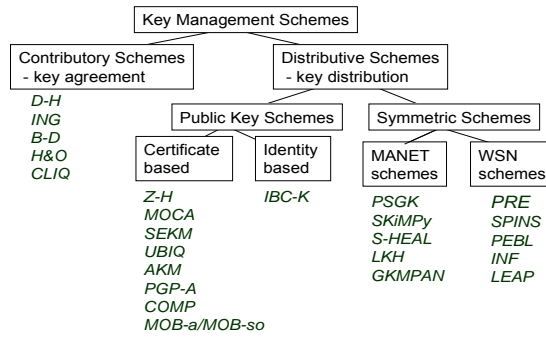 Key Management Schemes
Contributory Schemes
- key agreement
D-H
ING
B-D
H&O
CLIQ
Distributive Schemes
- key distribution
Public Key Schemes
Certificate
based
Z-H
MOCA
SEKM
UBIQ
AKM
PGP-A
COMP
MOB-a/MOB-so
Identity
based
IBC-K
Symmetric Schemes
MANET
schemes
PSGK
SKiMPy
S-HEAL
LKH
GKMPAN
WSN
schemes
PRE
SPINS
PEBL
INF
LEAP